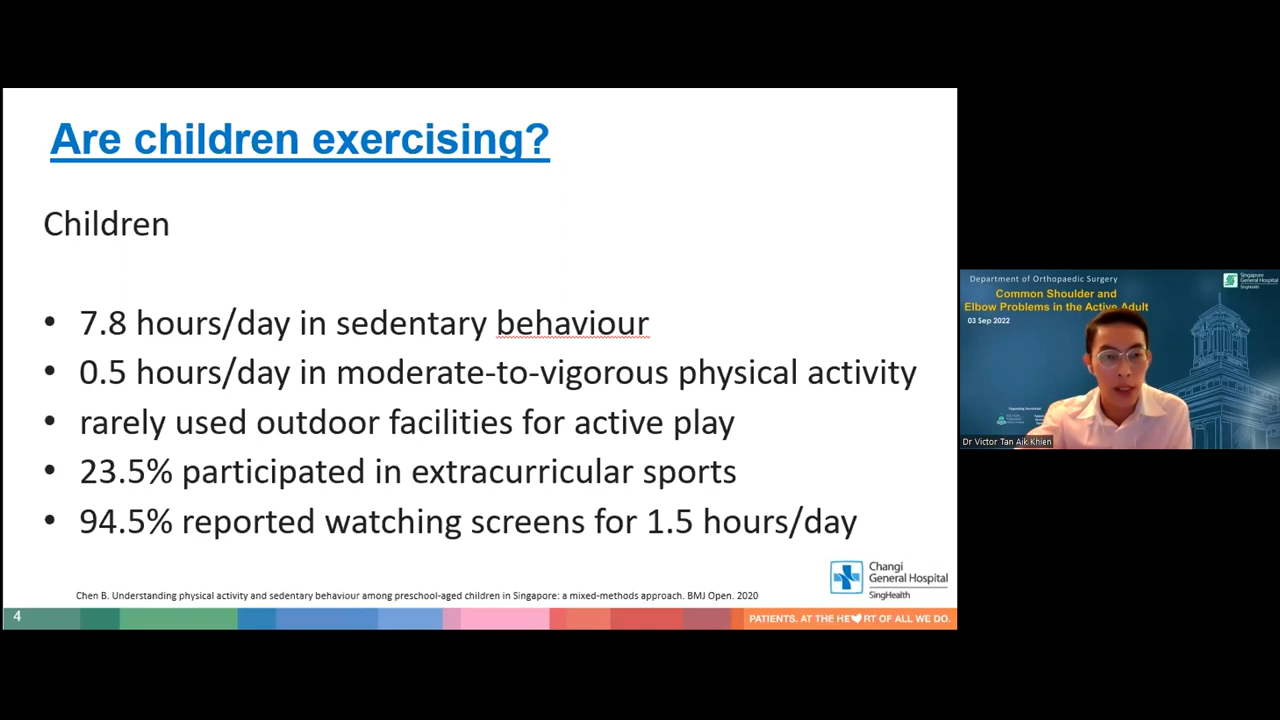 Are children exercising?
Children
• 7.8 hours/day in sedentary behaviour
• 0.5 hours/day in moderate-to-vigorous physical activity
• rarely used outdoor facilities for active play
• 23.5% participated in extracurricular sports
• 94.5% reported watching screens for 1.5 hours/day
Changi
General Hospital
SingHealth
Chen B. Understanding physical activity and sedentary behaviour among preschool-aged children in Singapore: a mixed-methods approach. BMJ Open. 2020
4
PATIENTS. AT THE HE RT OF ALL WE DO.
Department of Orthopaedic Surgery
Singapore
General Hospital
SingHealth
Common Shoulder and
Elbow Problems in the Active Adult
03 Sep 2022
Dr Victor Tan Aik Khien